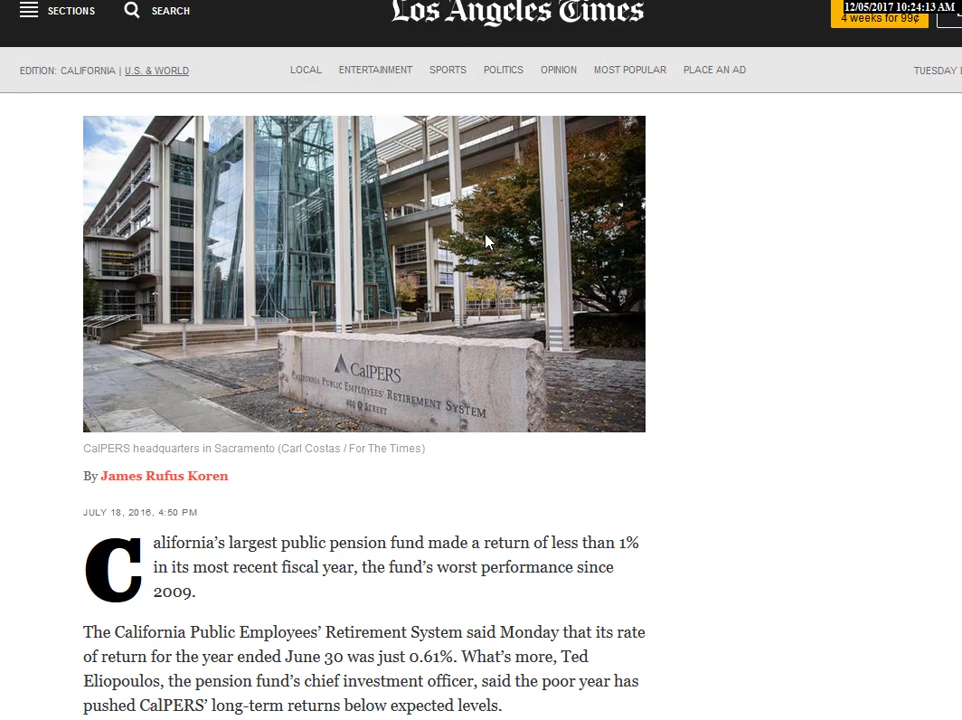 SECTIONS
SEARCH
Los Angeles Times
12/05/2017 10:24:13 AM
4 weeks for 99¢
EDITION: CALIFORNIA | U.S. & WORLD
LOCAL ENTERTAINMENT SPORTS POLITICS OPINION MOST POPULAR PLACE AN AD
TUESDAY
CalPERS
CALIFORNIA PUBLIC EMPLOYEES' RETIREMENT SYSTEM
400 Q STREET
CalPERS headquarters in Sacramento (Carl Costas / For The Times)
By James Rufus Koren
JULY 18, 2016, 4:50 PM
California's largest public pension fund made a return of less than 1%
in its most recent fiscal year, the fund's worst performance since
2009.
The California Public Employees' Retirement System said Monday that its rate
of return for the year ended June 30 was just 0.61%. What's more, Ted
Eliopoulos, the pension fund's chief investment officer, said the poor year has
pushed CalPERS' long-term returns below expected levels.